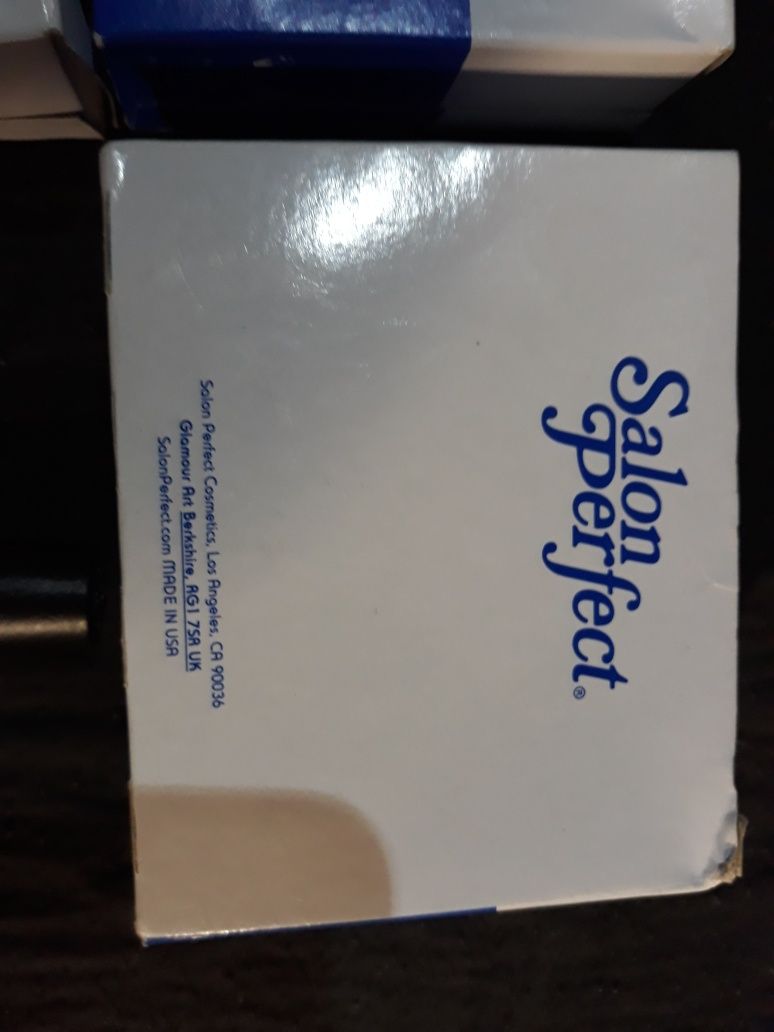 Salon
Perfect®
Salon Perfect Cosmetics, Los Angeles, CA 90036
Glamour Art Berkshire, RG1 7SA UK
SalonPerfect.com MADE IN USA